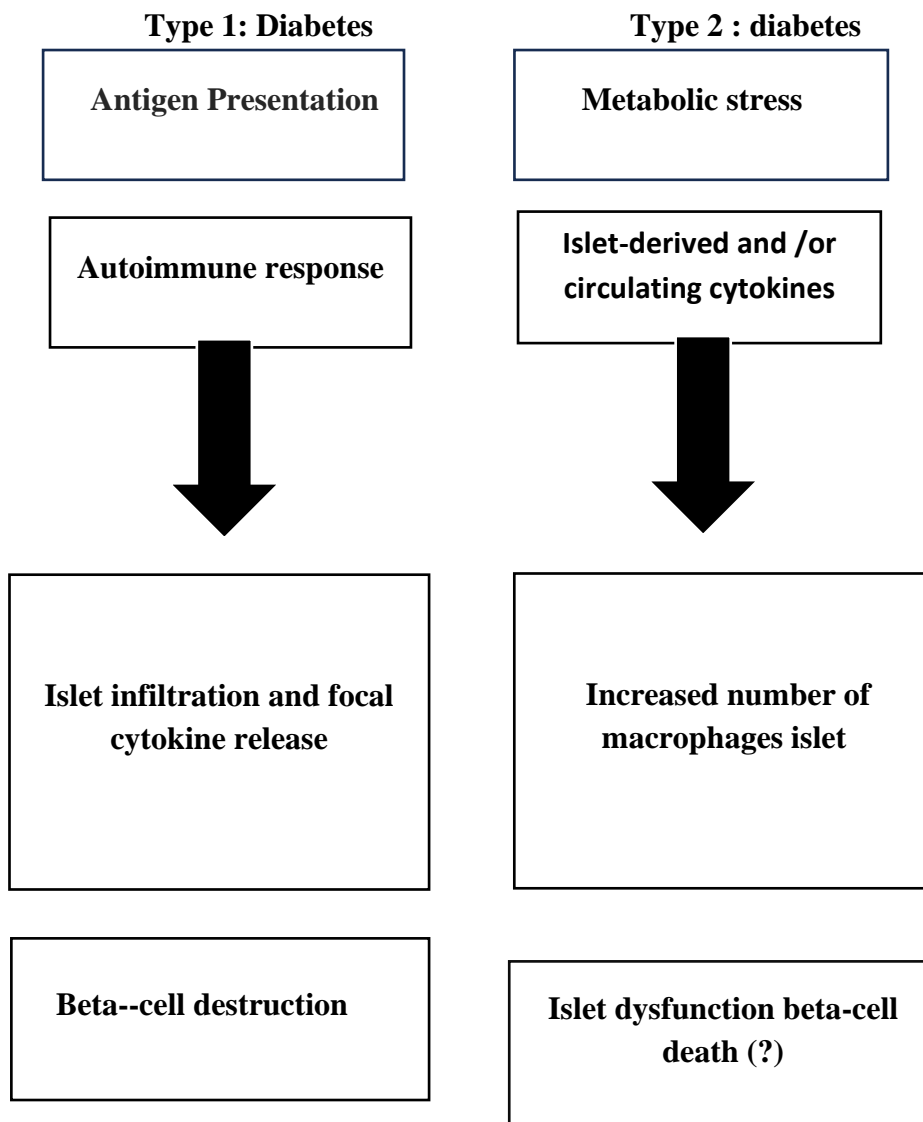 Type 1: Diabetes
Type 2 : diabetes
Antigen Presentation
Metabolic stress
Autoimmune response
Islet-derived and /or
circulating cytokines
Islet infiltration and focal
cytokine release
Increased number of
macrophages islet
Beta--cell destruction
Islet dysfunction beta-cell
death (?)